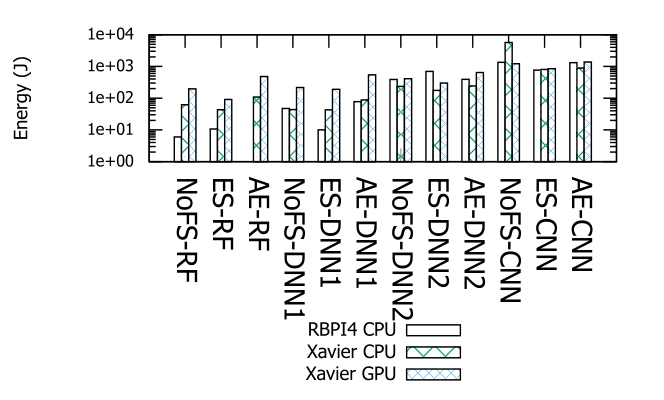 Energy (J)
1e+04
1e+03
1e+02
1e+01
1e+00
NoFS-RF
ES-RF
AE-RF
NoFS-DNN1
ES-DNN1
AE-DNN1
NoFS-DNN2
ES-DNN2
AE-DNN2
NoFS-CNN
ES-CNN
AE-CNN
RBPI4 CPU
Xavier CPU
Xavier GPU